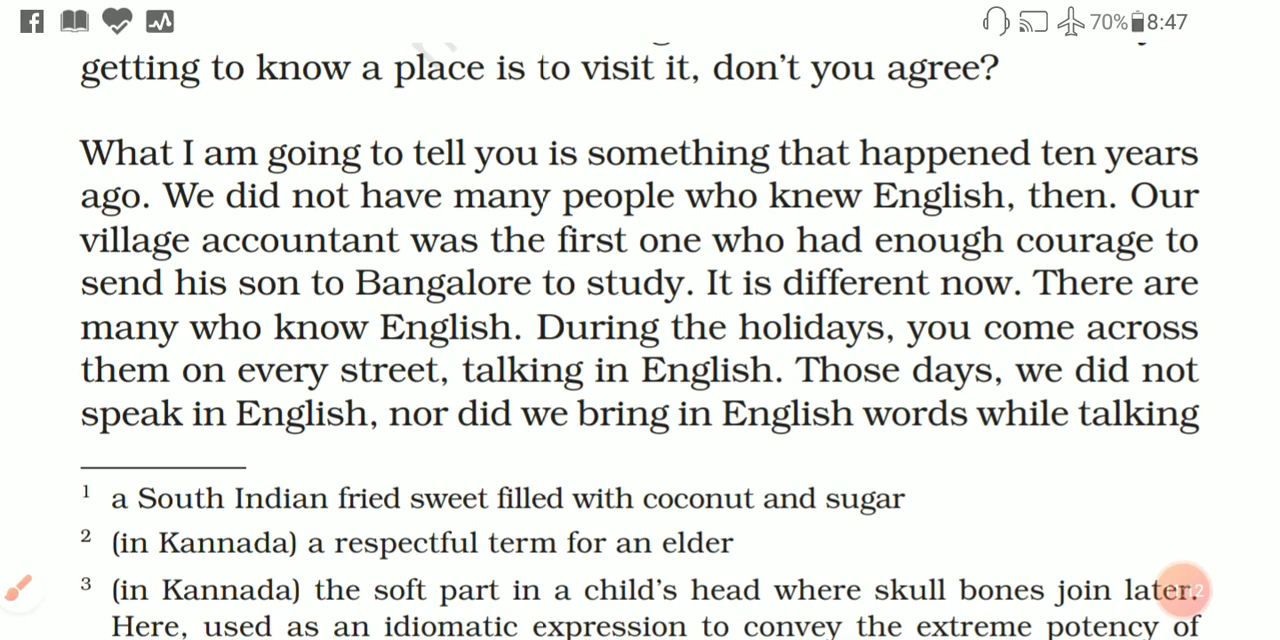 70% 8:47
getting to know a place is to visit it, don’t you agree?
What I am going to tell you is something that happened ten years
ago. We did not have many people who knew English, then. Our
village accountant was the first one who had enough courage to
send his son to Bangalore to study. It is different now. There are
many who know English. During the holidays, you come across
them on every street, talking in English. Those days, we did not
speak in English, nor did we bring in English words while talking
1 a South Indian fried sweet filled with coconut and sugar
2 (in Kannada) a respectful term for an elder
3 (in Kannada) the soft part in a child’s head where skull bones join later.
Here, used as an idiomatic expression to convey the extreme potency of